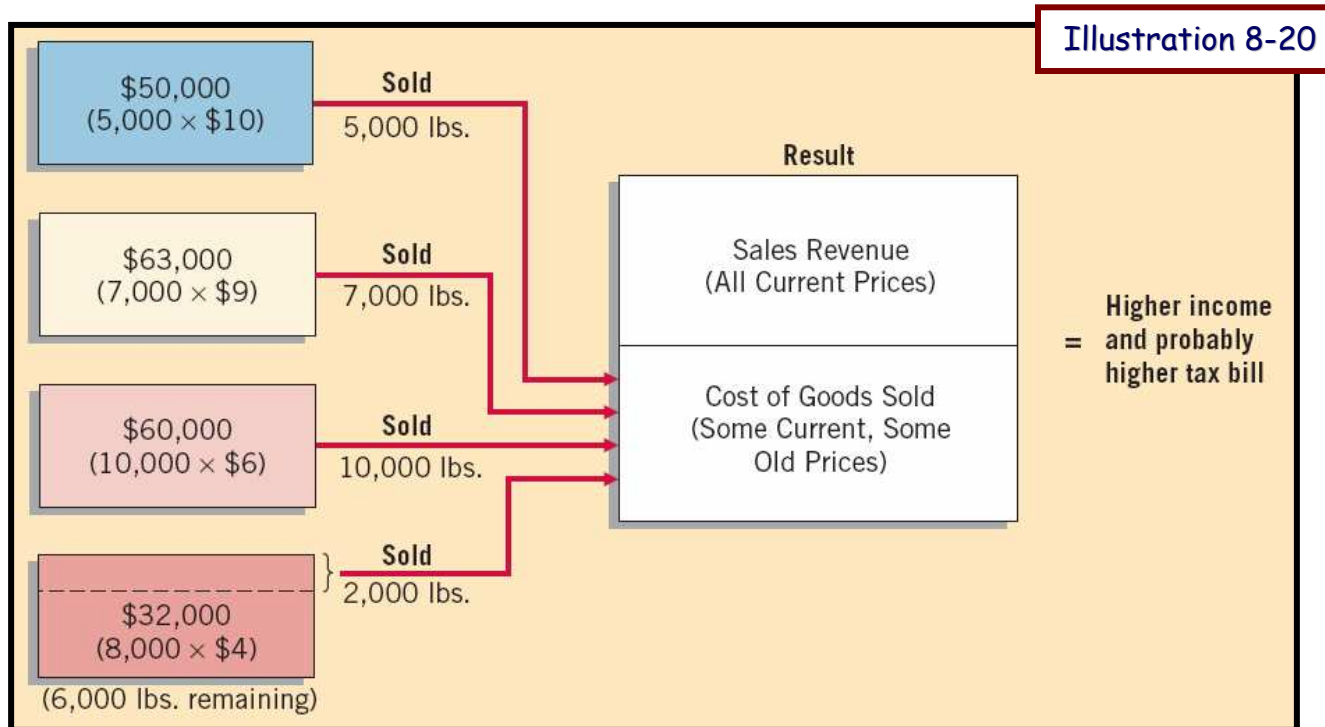 Illustration 8-20
$50,000
(5,000 × $10)
Sold
5,000 lbs.
$63,000
(7,000 × $9)
Sold
7,000 lbs.
$60,000
(10,000 × $6)
Sold
10,000 lbs.
$32,000
(8,000 × $4)
(6,000 lbs. remaining)
}
Sold
2,000 lbs.
Result
Sales Revenue
(All Current Prices)
Cost of Goods Sold
(Some Current, Some
Old Prices)
Higher income
= and probably
higher tax bill